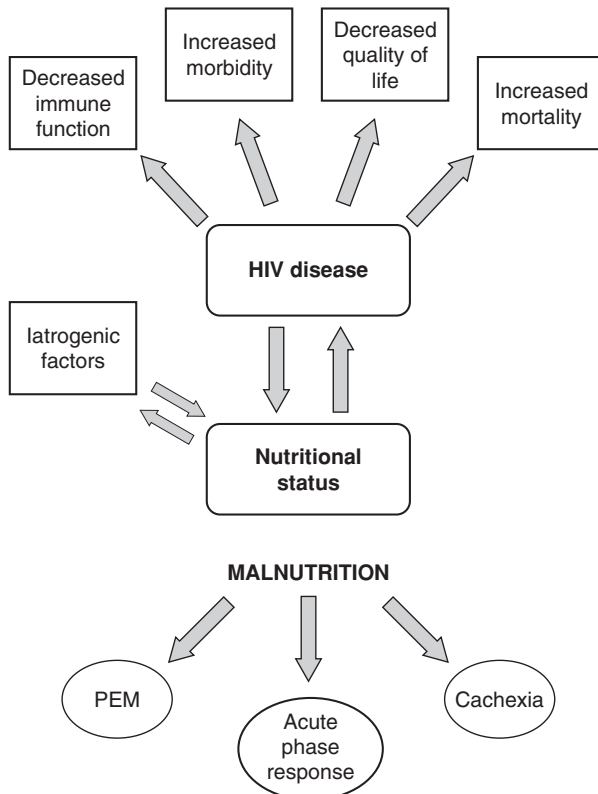 Decreased
immune
function
Increased
morbidity
Decreased
quality of
life
Increased
mortality
HIV disease
Iatrogenic
factors
Nutritional
status
MALNUTRITION
PEM
Acute
phase
response
Cachexia